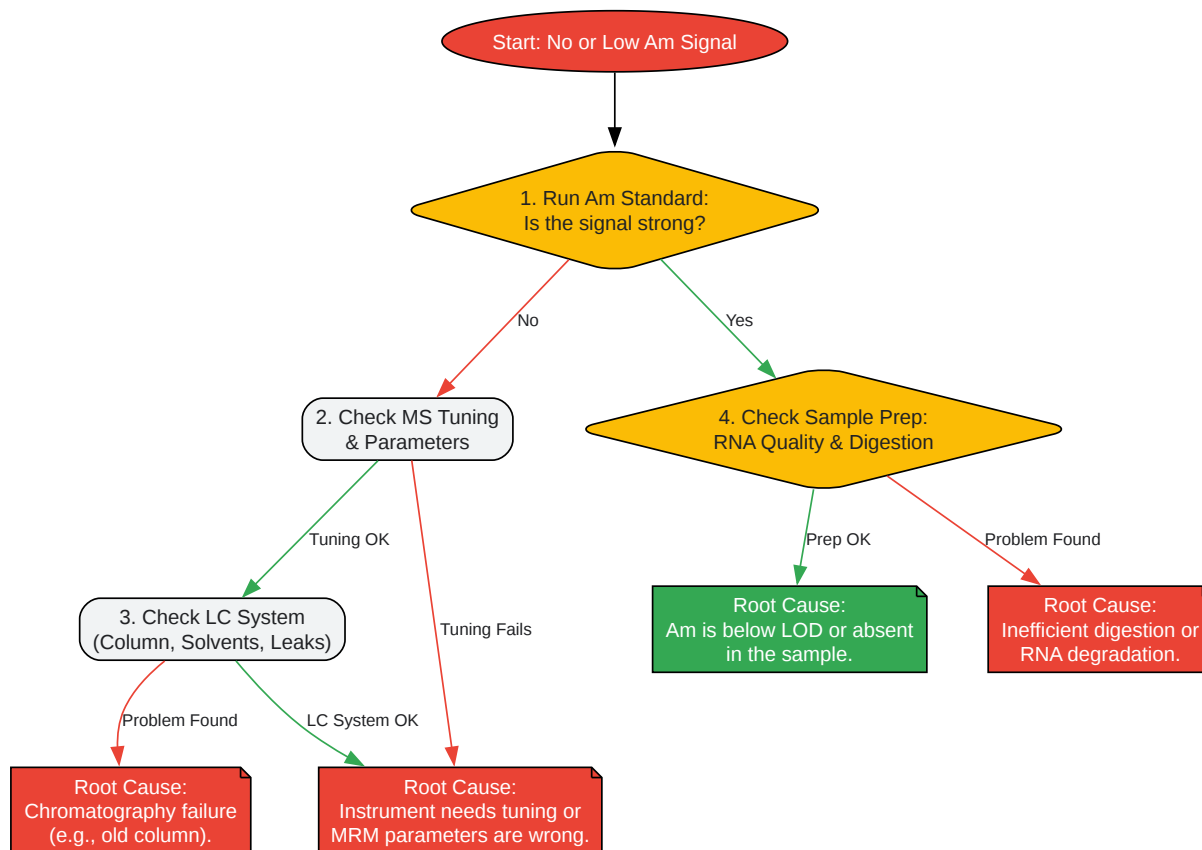 Start: No or Low Am Signal
1. Run Am Standard:
Is the signal strong?
No
Yes
2. Check MS Tuning
& Parameters
4. Check Sample Prep:
RNA Quality & Digestion
Tuning OK
Prep OK
Problem Found
3. Check LC System
(Column, Solvents, Leaks)
Tuning Fails
Root Cause:
Am is below LOD or absent
in the sample.
Root Cause:
Inefficient digestion or
RNA degradation.
Problem Found
LC System OK
Root Cause:
Chromatography failure
(e.g., old column).
Root Cause:
Instrument needs tuning or
MRM parameters are wrong.